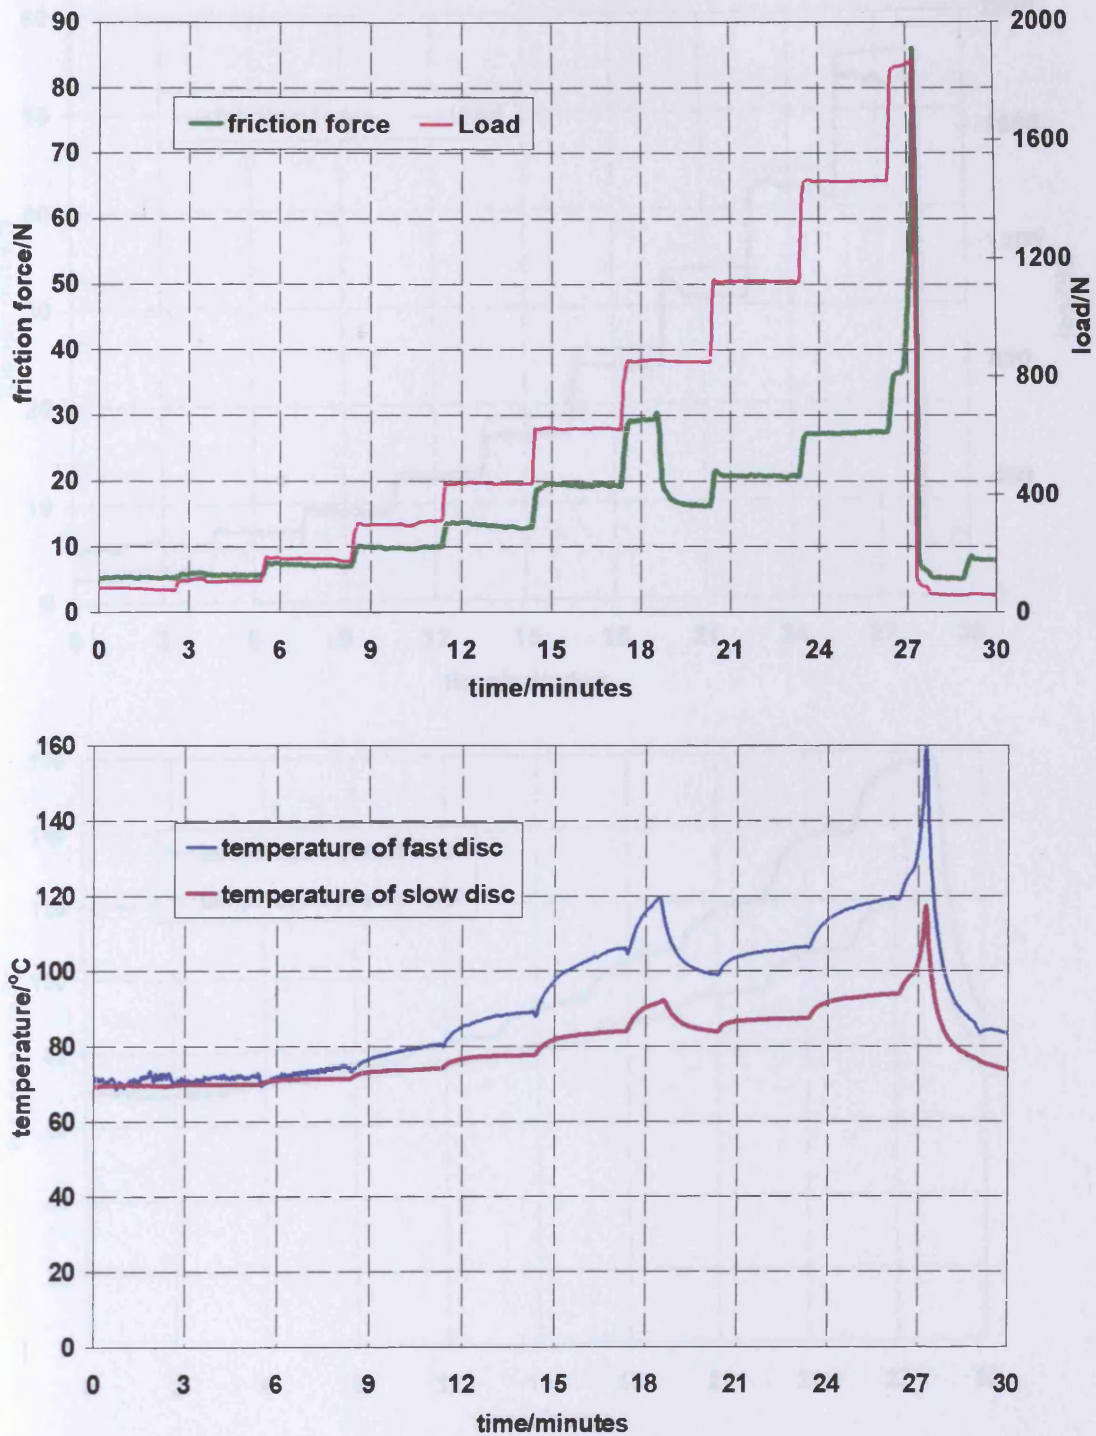 90
80
70
60
50
40
30
20
10
0
friction force/N
2000
1600
1200
800
400
0
load/N
friction force
Load
0 3 6 9 12 15 18 21 24 27 30
time/minutes
160
140
120
100
80
60
40
20
0
temperature/°C
temperature of fast disc
temperature of slow disc
0 3 6 9 12 15 18 21 24 27 30
time/minutes